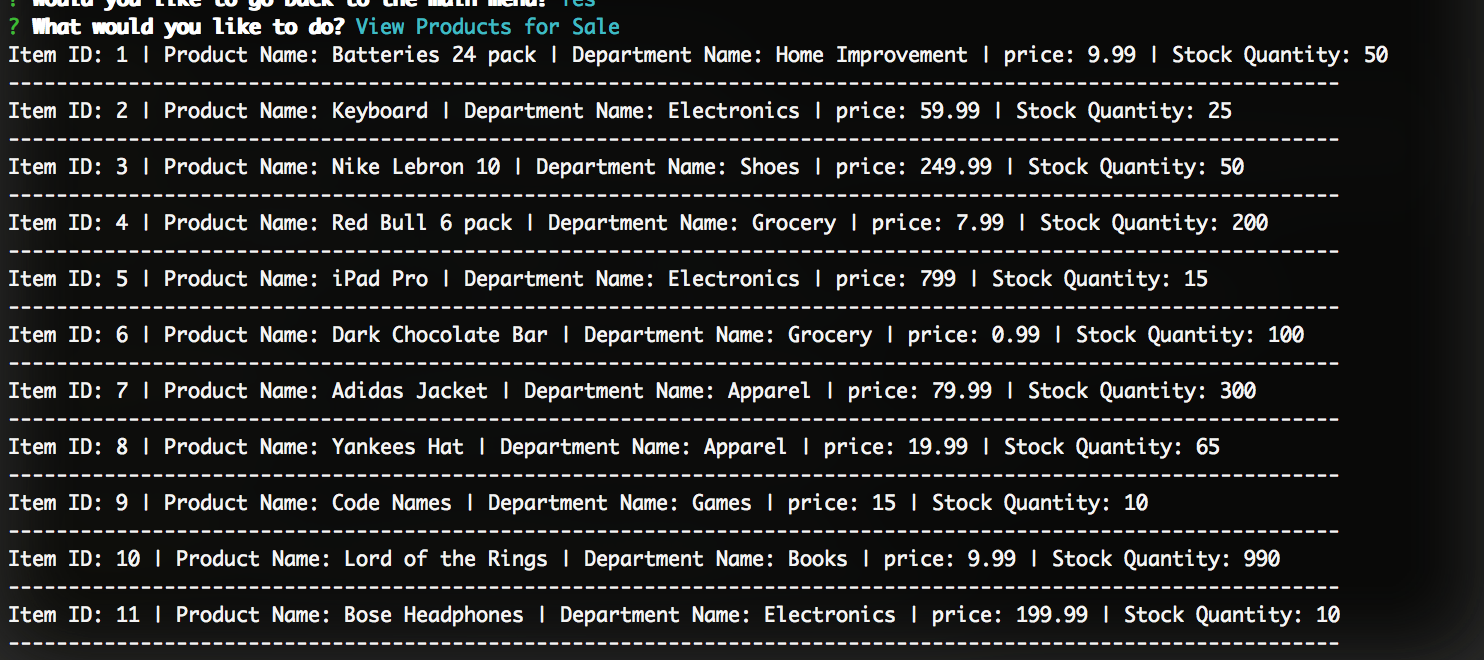 ? Would you like to go back to the main menu? Yes
? What would you like to do? View Products for Sale
Item ID: 1 | Product Name: Batteries 24 pack | Department Name: Home Improvement | price: 9.99 | Stock Quantity: 50
---------------------------------------------------------------------------------------------------------------
Item ID: 2 | Product Name: Keyboard | Department Name: Electronics | price: 59.99 | Stock Quantity: 25
---------------------------------------------------------------------------------------------------------------
Item ID: 3 | Product Name: Nike Lebron 10 | Department Name: Shoes | price: 249.99 | Stock Quantity: 50
---------------------------------------------------------------------------------------------------------------
Item ID: 4 | Product Name: Red Bull 6 pack | Department Name: Grocery | price: 7.99 | Stock Quantity: 200
---------------------------------------------------------------------------------------------------------------
Item ID: 5 | Product Name: iPad Pro | Department Name: Electronics | price: 799 | Stock Quantity: 15
---------------------------------------------------------------------------------------------------------------
Item ID: 6 | Product Name: Dark Chocolate Bar | Department Name: Grocery | price: 0.99 | Stock Quantity: 100
---------------------------------------------------------------------------------------------------------------
Item ID: 7 | Product Name: Adidas Jacket | Department Name: Apparel | price: 79.99 | Stock Quantity: 300
---------------------------------------------------------------------------------------------------------------
Item ID: 8 | Product Name: Yankees Hat | Department Name: Apparel | price: 19.99 | Stock Quantity: 65
---------------------------------------------------------------------------------------------------------------
Item ID: 9 | Product Name: Code Names | Department Name: Games | price: 15 | Stock Quantity: 10
---------------------------------------------------------------------------------------------------------------
Item ID: 10 | Product Name: Lord of the Rings | Department Name: Books | price: 9.99 | Stock Quantity: 990
---------------------------------------------------------------------------------------------------------------
Item ID: 11 | Product Name: Bose Headphones | Department Name: Electronics | price: 199.99 | Stock Quantity: 10
---------------------------------------------------------------------------------------------------------------